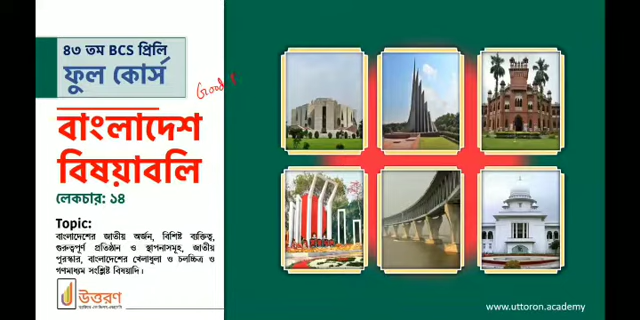 ৪৩ তম BCS প্রিলি
ফুল কোর্স
Good
বাংলাদেশ
বিষয়াবলি
লেকচার: ১৪
Topic:
বাংলাদেশের জাতীয় অর্জন, বিশিষ্ট ব্যক্তিত্ব,
গুরুত্বপূর্ণ প্রতিষ্ঠান ও স্থাপনাসমূহ, জাতীয়
পুরস্কার, বাংলাদেশের খেলাধুলা ও চলচ্চিত্র ও
গণমাধ্যম সংশ্লিষ্ট বিষয়াদি।
উত্তরণ
www.uttoron.academy